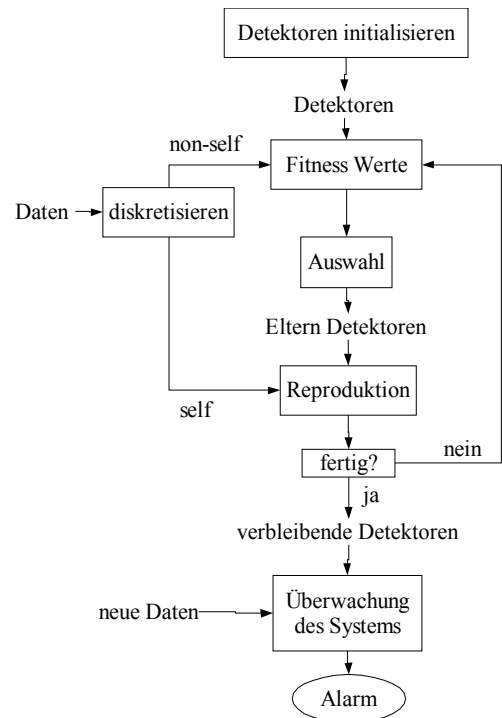 Detektoren initialisieren
Detektoren
non-self
Fitness Werte
Daten
diskretisieren
Auswahl
Eltern Detektoren
Reproduktion
self
fertig?
nein
ja
verbleibende Detektoren
neue Daten
Überwachung
des Systems
Alarm